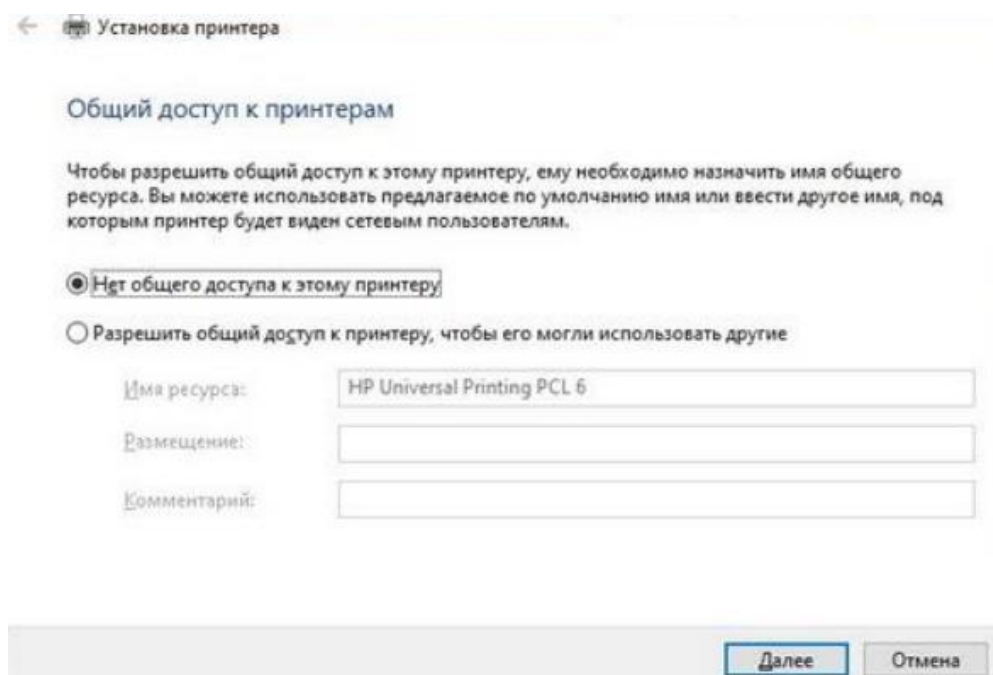 Установка принтера
Общий доступ к принтерам
Чтобы разрешить общий доступ к этому принтеру, ему необходимо назначить имя общего
ресурса. Вы можете использовать предлагаемое по умолчанию имя или ввести другое имя, под
которым принтер будет виден сетевым пользователям.
Нет общего доступа к этому принтеру
Разрешить общий доступ к принтеру, чтобы его могли использовать другие
Имя ресурса: HP Universal Printing PCL 6
Размещение:
Комментарий:
Далее Отмена